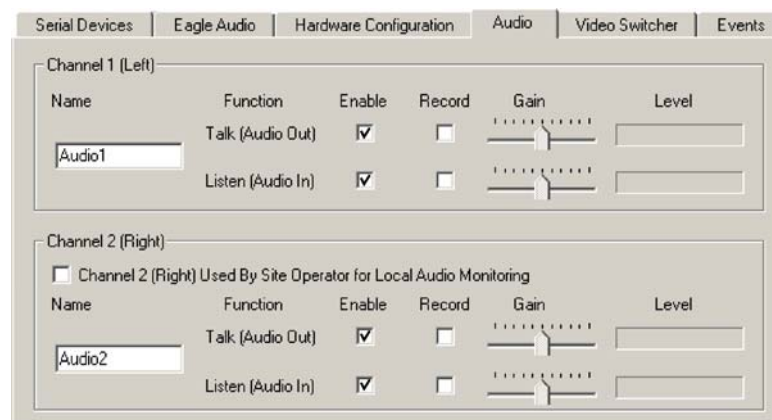 Serial Devices Eagle Audio Hardware Configuration Audio Video Switcher Events
Channel 1 (Left)
Name Function Enable Record Gain Level
Talk (Audio Out)
Audio1
Listen (Audio In)
Channel 2 (Right)
Channel 2 (Right) Used By Site Operator for Local Audio Monitoring
Name Function Enable Record Gain Level
Talk (Audio Out)
Audio2
Listen (Audio In)